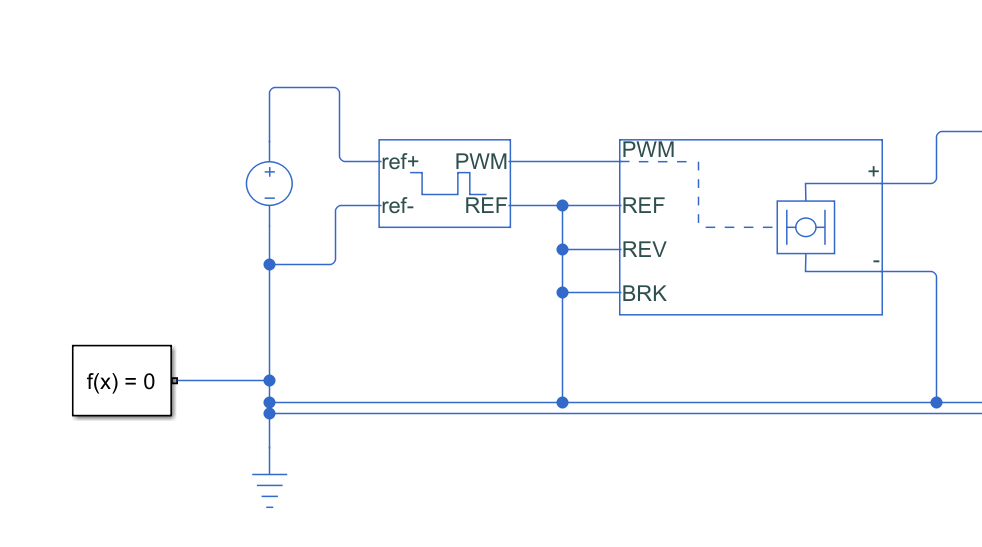 ref+
PWM
ref-
REF
PWM
REF
REV
BRK
+
-
+
−
f(x) = 0